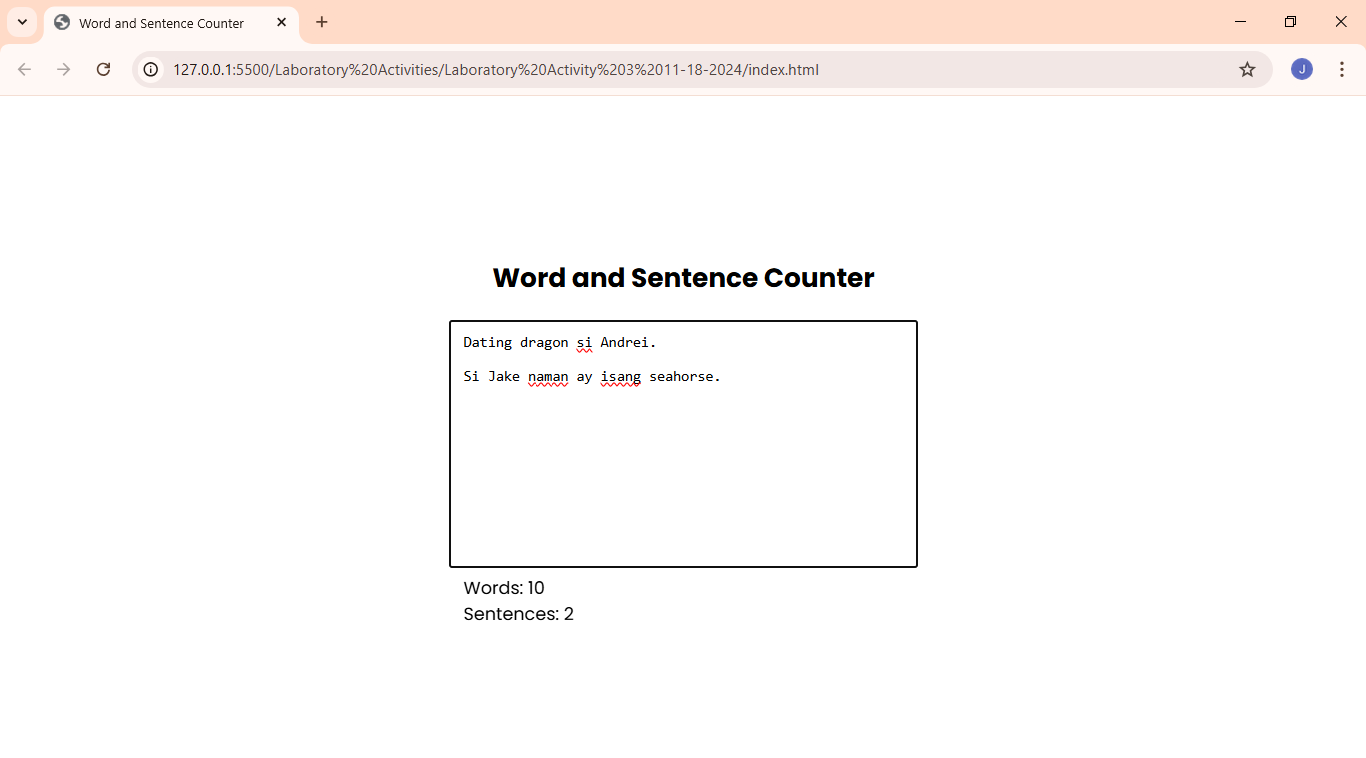 Word and Sentence Counter
127.0.0.1:5500/Laboratory%20Activities/Laboratory%20Activity%203%2011-18-2024/index.html
J
Word and Sentence Counter
Dating dragon si Andrei.
Si Jake naman ay isang seahorse.
Words: 10
Sentences: 2